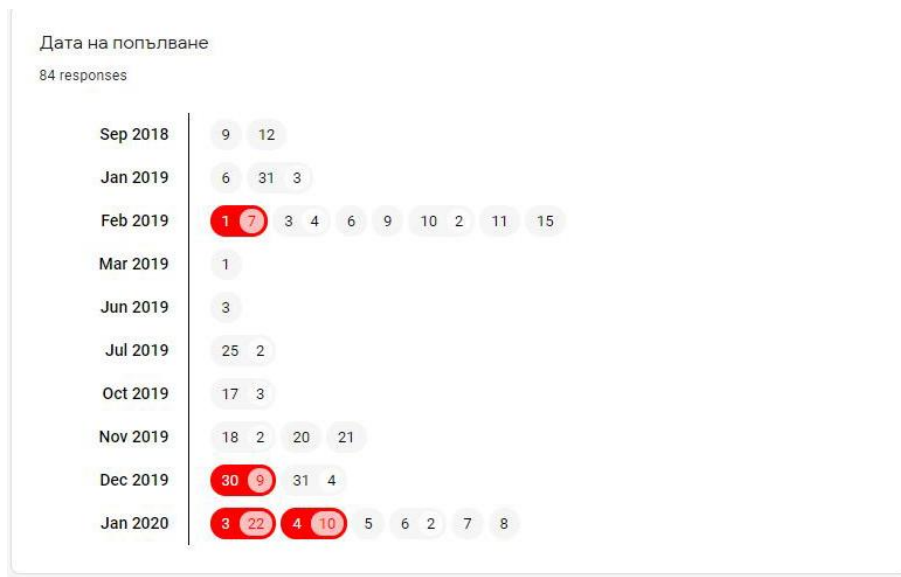 Дата на попълване
84 responses
Sep 2018 9 12
Jan 2019 6 31 3
Feb 2019 1 7 3 4 6 9 10 2 11 15
Mar 2019 1
Jun 2019 3
Jul 2019 25 2
Oct 2019 17 3
Nov 2019 18 2 20 21
Dec 2019 30 9 31 4
Jan 2020 3 22 4 10 5 6 2 7 8